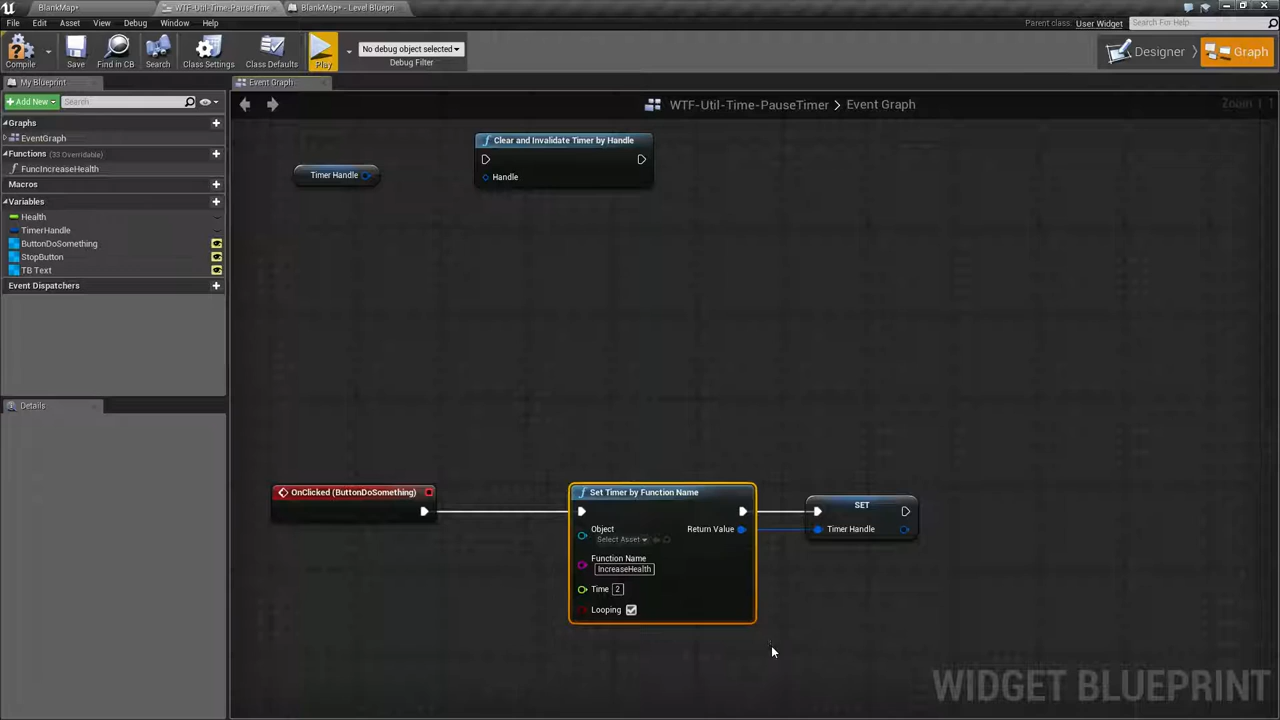 BlankMap*
WTF-Util-Time-PauseTim
BlankMap* - Level Bluepri
File Edit Asset View Debug Window Help
Parent class: User Widget
Search For Help
Compile
Save
Find in CB
Search
Class Settings
Class Defaults
Play
No debug object selected
Debug Filter
Designer
Graph
My Blueprint
Event Graph
+Add New
Search
WTF-Util-Time-PauseTimer > Event Graph
Zoom
Graphs
EventGraph
Functions (33 Overridable)
FuncIncreaseHealth
Macros
Variables
Health
TimerHandle
ButtonDoSomething
StopButton
TB Text
Event Dispatchers
Details
Clear and Invalidate Timer by Handle
Handle
Timer Handle
OnClicked (ButtonDoSomething)
Set Timer by Function Name
Object
Select Asset
Return Value
Function Name
IncreaseHealth
Time 2
Looping
SET
Timer Handle
WIDGET BLUEPRINT